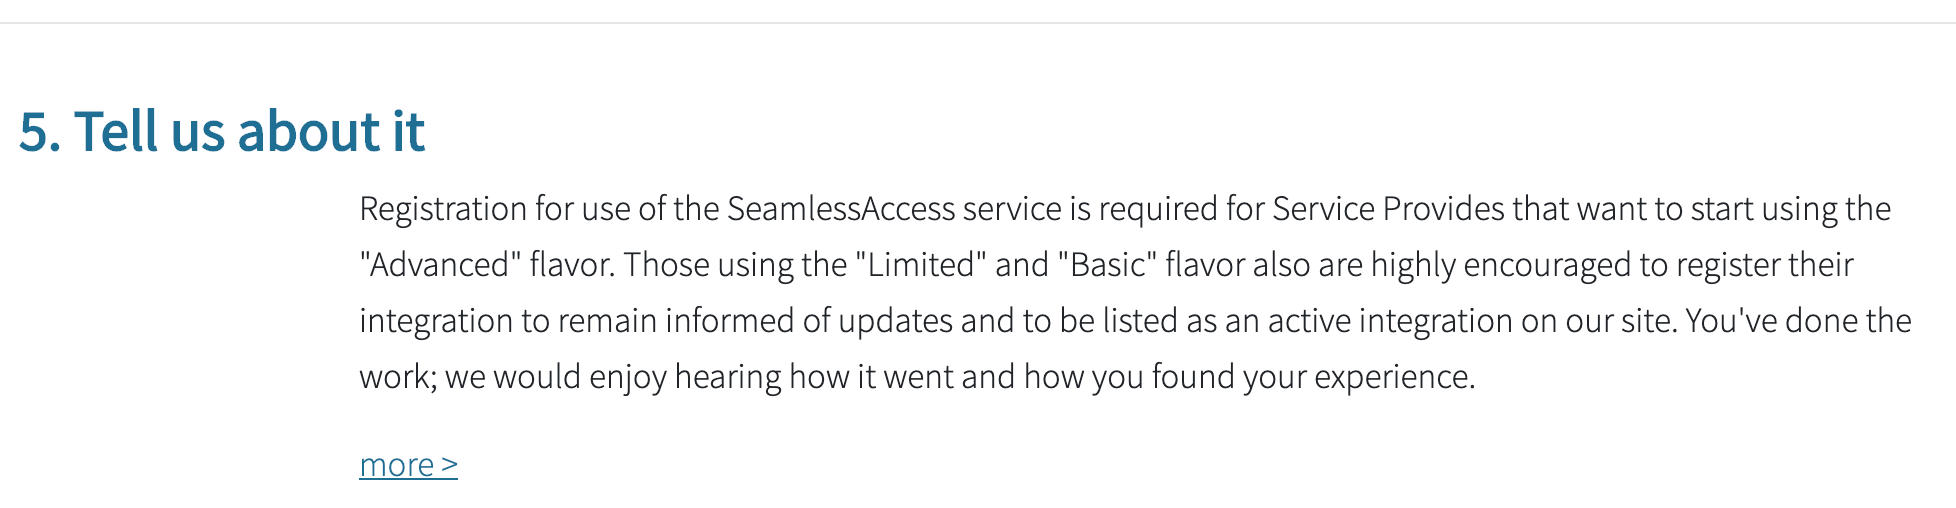 5. Tell us about it
Registration for use of the SeamlessAccess service is required for Service Provides that want to start using the
"Advanced" flavor. Those using the "Limited" and "Basic" flavor also are highly encouraged to register their
integration to remain informed of updates and to be listed as an active integration on our site. You've done the
work; we would enjoy hearing how it went and how you found your experience.
more >